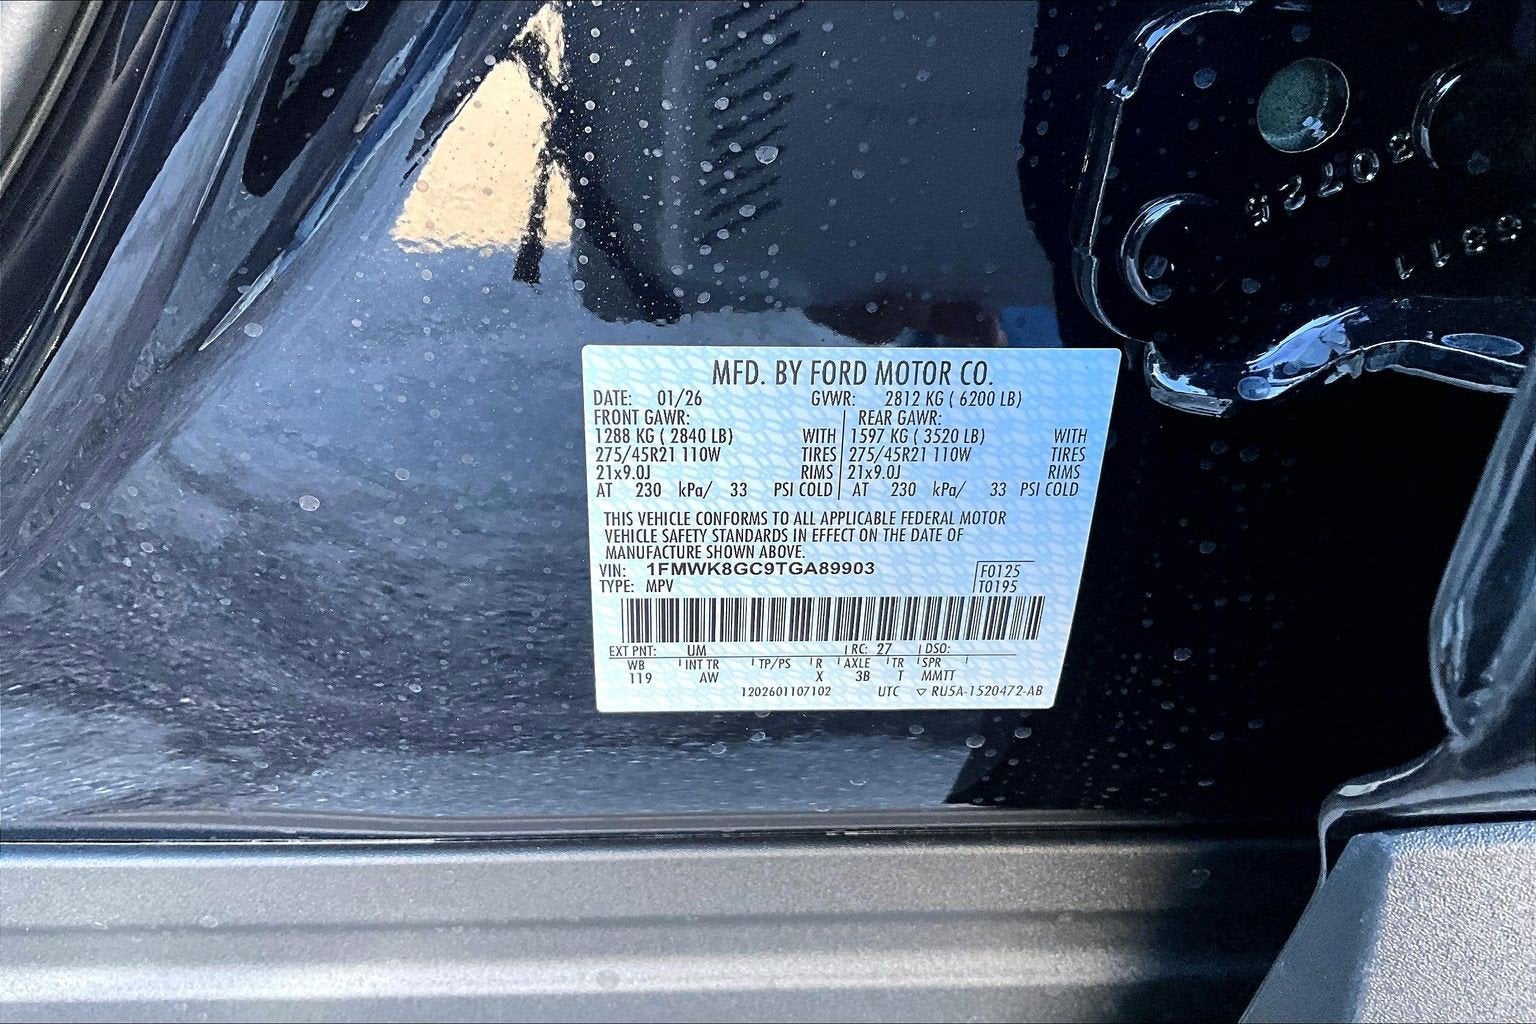 80725
8311
MFD. BY FORD MOTOR CO.
DATE: 01/26 GVWR: 2812 KG ( 6200 LB)
FRONT GAWR: REAR GAWR:
1288 KG ( 2840 LB) WITH 1597 KG ( 3520 LB) WITH
275/45R21 110W TIRES 275/45R21 110W TIRES
21x9.0J RIMS 21x9.0J RIMS
AT 230 kPa/ 33 PSI COLD AT 230 kPa/ 33 PSI COLD
THIS VEHICLE CONFORMS TO ALL APPLICABLE FEDERAL MOTOR
VEHICLE SAFETY STANDARDS IN EFFECT ON THE DATE OF
MANUFACTURE SHOWN ABOVE.
VIN: 1FMWK8GC9TGA89903 F0125
TYPE: MPV T0195
EXT PNT: UM RC: 27 DSO:
WB INT TR TP/PS R AXLE TR SPR
119 AW X 3B T MMTT
1202601107102 UTC ▽ RU5A-1520472-AB